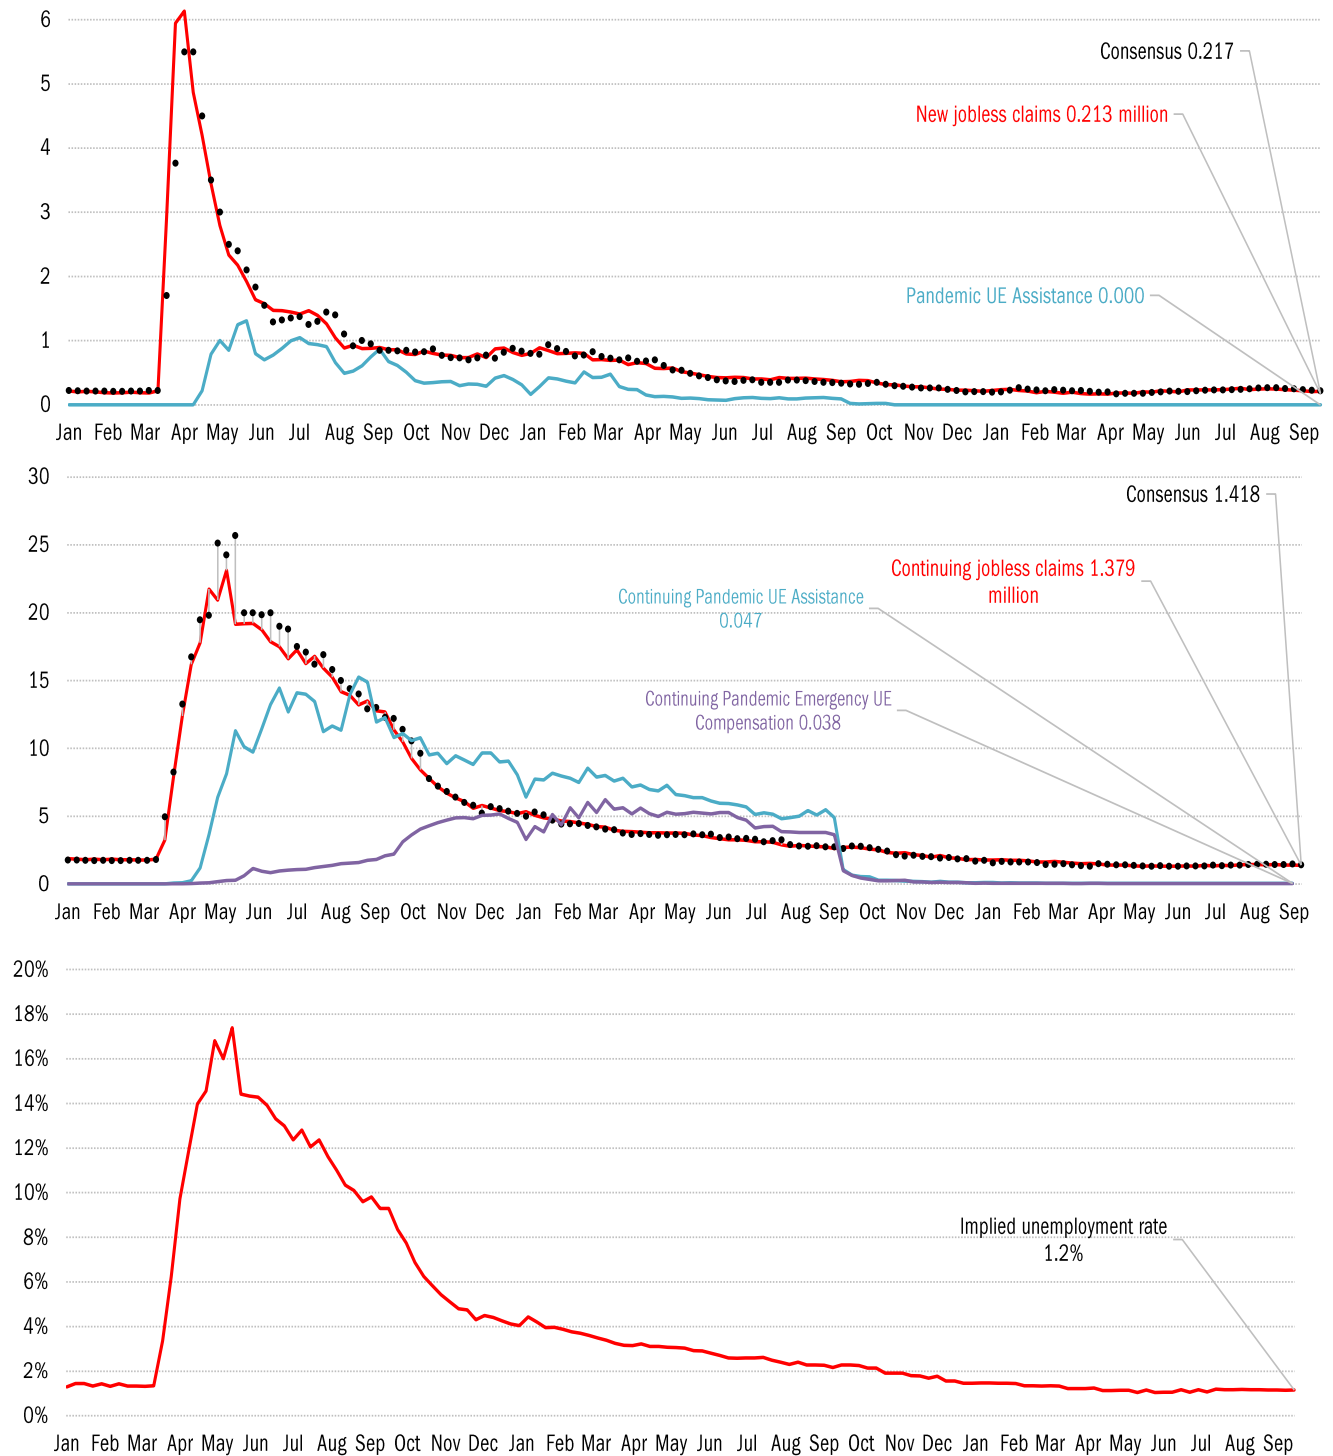 6
5
4
3
2
1
0
Consensus 0.217
New jobless claims 0.213 million
Pandemic UE Assistance 0.000
Jan Feb Mar Apr May Jun Jul Aug Sep Oct Nov Dec Jan Feb Mar Apr May Jun Jul Aug Sep Oct Nov Dec Jan Feb Mar Apr May Jun Jul Aug Sep
30
25
20
15
10
5
0
Consensus 1.418
Continuing jobless claims 1.379
million
Continuing Pandemic UE Assistance
0.047
Continuing Pandemic Emergency UE
Compensation 0.038
Jan Feb Mar Apr May Jun Jul Aug Sep Oct Nov Dec Jan Feb Mar Apr May Jun Jul Aug Sep Oct Nov Dec Jan Feb Mar Apr May Jun Jul Aug Sep
20%
18%
16%
14%
12%
10%
8%
6%
4%
2%
0%
Implied unemployment rate
1.2%
Jan Feb Mar Apr May Jun Jul Aug Sep Oct Nov Dec Jan Feb Mar Apr May Jun Jul Aug Sep Oct Nov Dec Jan Feb Mar Apr May Jun Jul Aug Sep